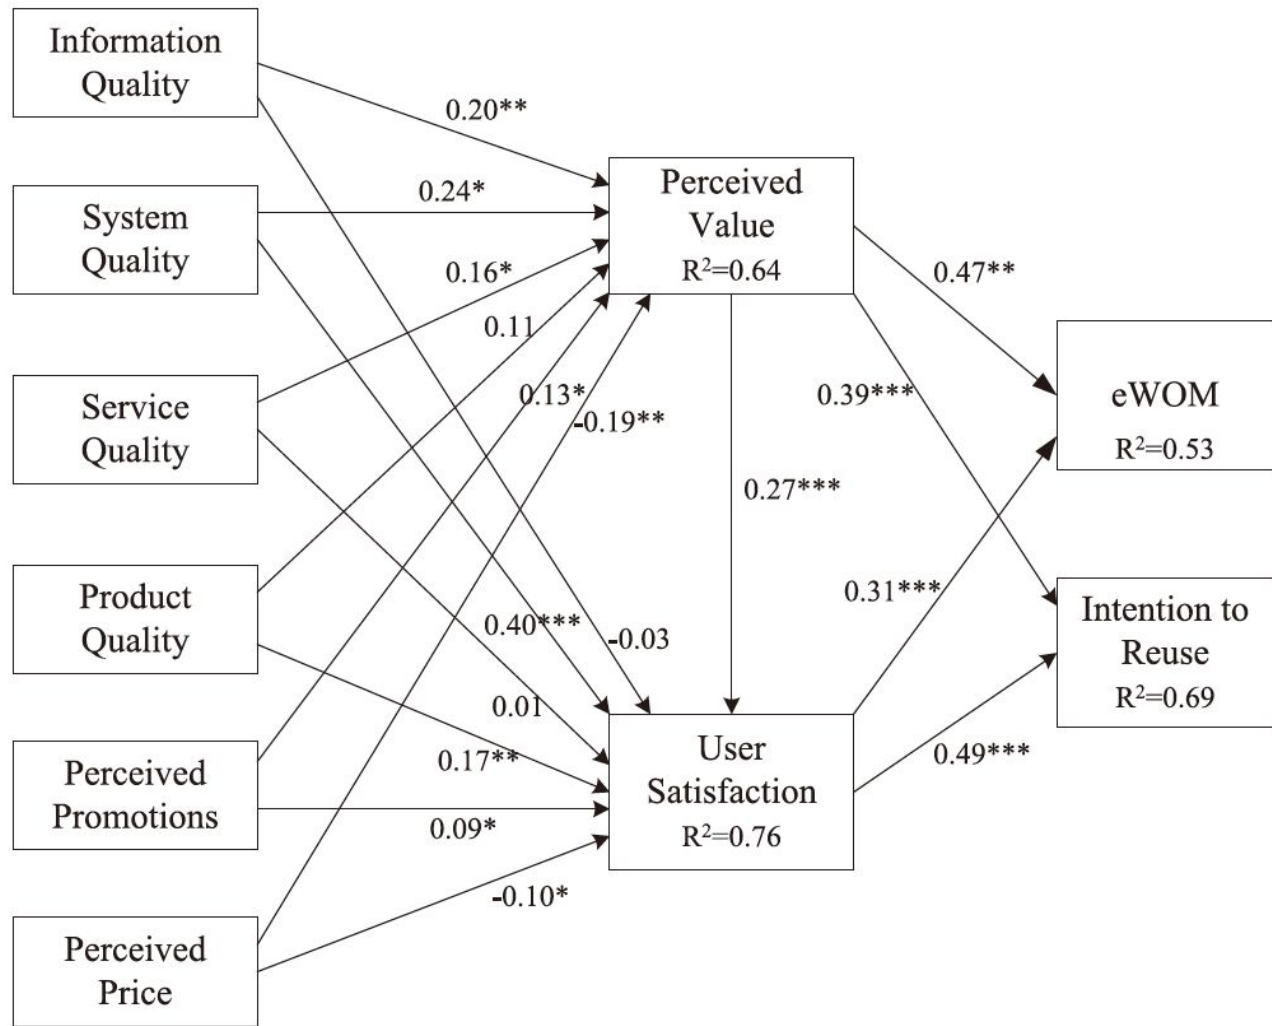 Information
Quality
System
Quality
Service
Quality
Product
Quality
Perceived
Promotions
Perceived
Price
0.20**
0.24*
0.16*
0.11
0.13*
-0.19**
0.40***
-0.03
0.01
0.17**
0.09*
-0.10*
Perceived
Value
R²=0.64
0.27***
User
Satisfaction
R²=0.76
0.47**
0.39***
0.31***
0.49***
eWOM
R²=0.53
Intention to
Reuse
R²=0.69